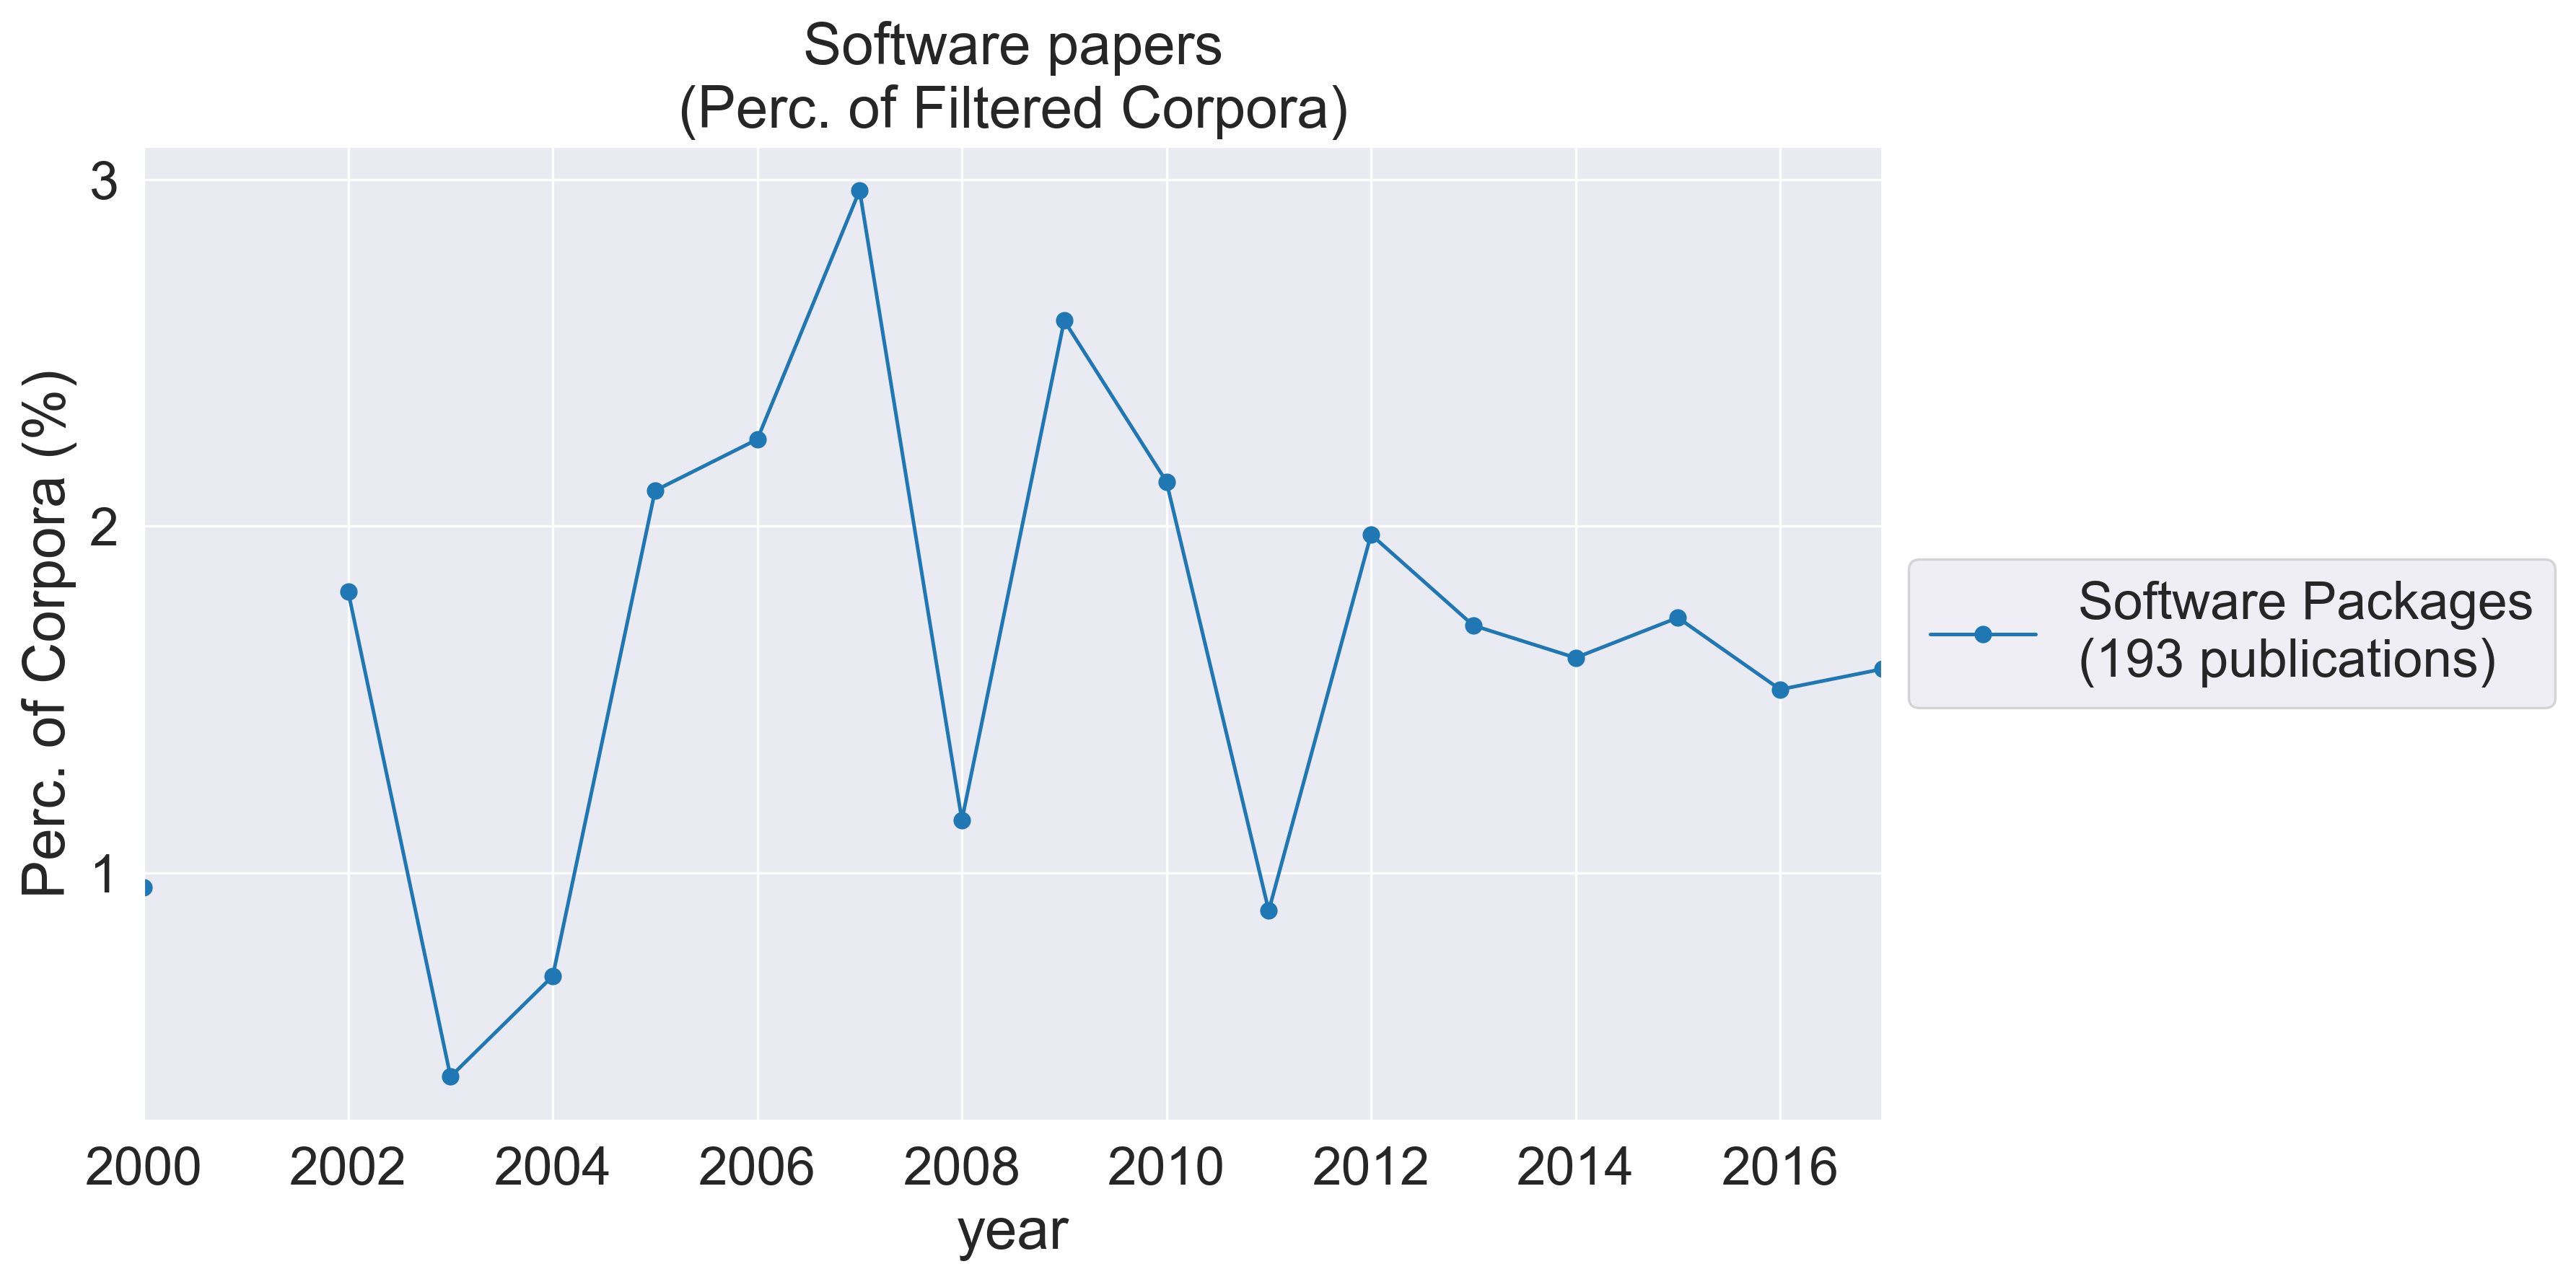 Software papers
(Perc. of Filtered Corpora)
Perc. of Corpora (%)
3
2
1
2000 2002 2004 2006 2008 2010 2012 2014 2016
year
Software Packages
(193 publications)